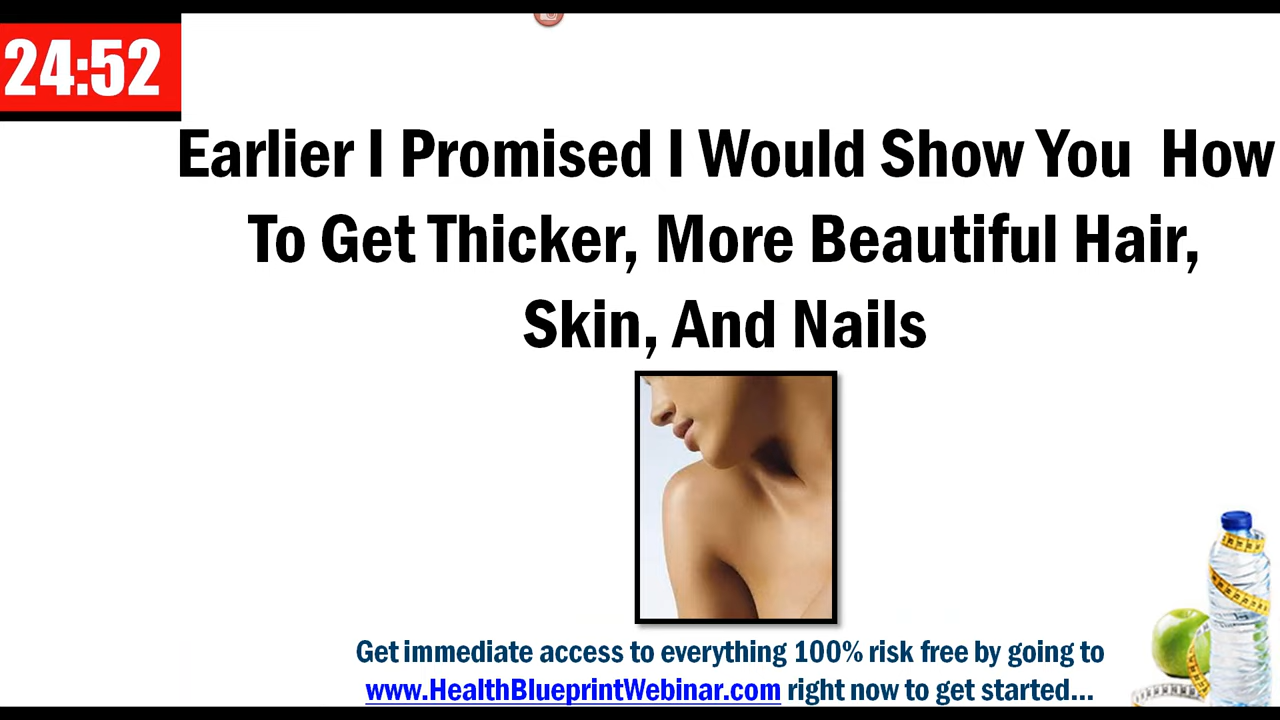 24:52
Earlier I Promised I Would Show You  How
To Get Thicker, More Beautiful Hair,
Skin, And Nails
Get immediate access to everything 100% risk free by going to
www.HealthBlueprintWebinar.com right now to get started...